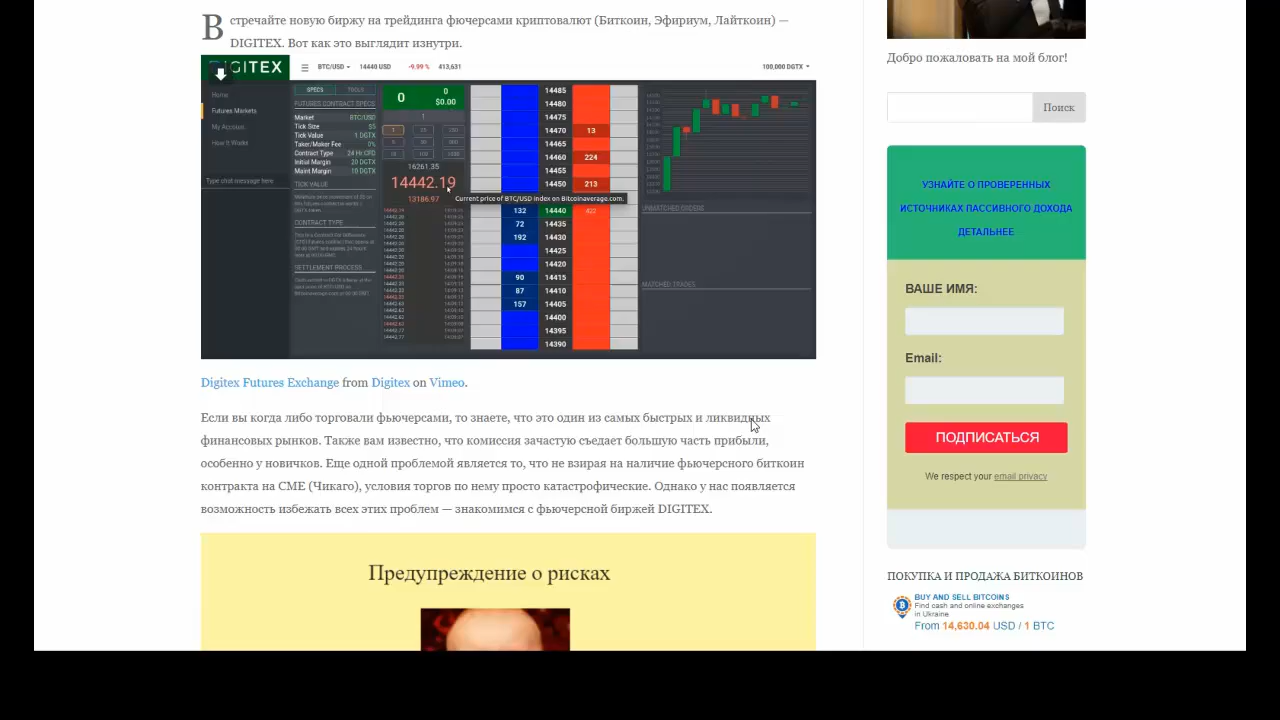 Встречайте новую биржу на трейдинга фючерсами криптовалют (Биткоин, Эфириум, Лайткоин) —
DIGITEX. Вот как это выглядит изнутри.
DIGITEX
BTC/USD
14440 USD
-9.99 %
413,631
100,000 DGTX
Home
Futures Markets
My Account
How It Works
Type chat message here
SPECS
TOOLS
FUTURES CONTRACT SPECS
Market BTC/USD
Tick Size $5
Tick Value 1 DGTX
Taker/Maker Fee 0%
Contract Type 24 Hr CFD
Initial Margin 20 DGTX
Maint Margin 10 DGTX
TICK VALUE
CONTRACT TYPE
SETTLEMENT PROCESS
0
0
$0.00
1
16261.35
14442.19
13186.97
Current price of BTC/USD index on Bitcoinaverage.com.
14485
14480
14475
14470 13
14465
14460 224
14455
14450 213
132 14440 422
72 14435
192 14430
14425
14420
90 14415
87 14410
157 14405
14400
14395
14390
UNMATCHED ORDERS
MATCHED TRADES
Digitex Futures Exchange from Digitex on Vimeo.
Если вы когда либо торговали фьючерсами, то знаете, что это один из самых быстрых и ликвидных
финансовых рынков. Также вам известно, что комиссия зачастую съедает большую часть прибыли,
особенно у новичков. Еще одной проблемой является то, что не взирая на наличие фьючерсного биткоин
контракта на CME (Чикаго), условия торгов по нему просто катастрофические. Однако у нас появляется
возможность избежать всех этих проблем — знакомимся с фьючерсной биржей DIGITEX.
Предупреждение о рисках
Добро пожаловать на мой блог!
Поиск
УЗНАЙТЕ О ПРОВЕРЕННЫХ
ИСТОЧНИКАХ ПАССИВНОГО ДОХОДА
ДЕТАЛЬНЕЕ
ВАШЕ ИМЯ:
Email:
ПОДПИСАТЬСЯ
We respect your email privacy
ПОКУПКА И ПРОДАЖА БИТКОИНОВ
BUY AND SELL BITCOINS
Find cash and online exchanges
in Ukraine
From 14,630.04 USD / 1 BTC